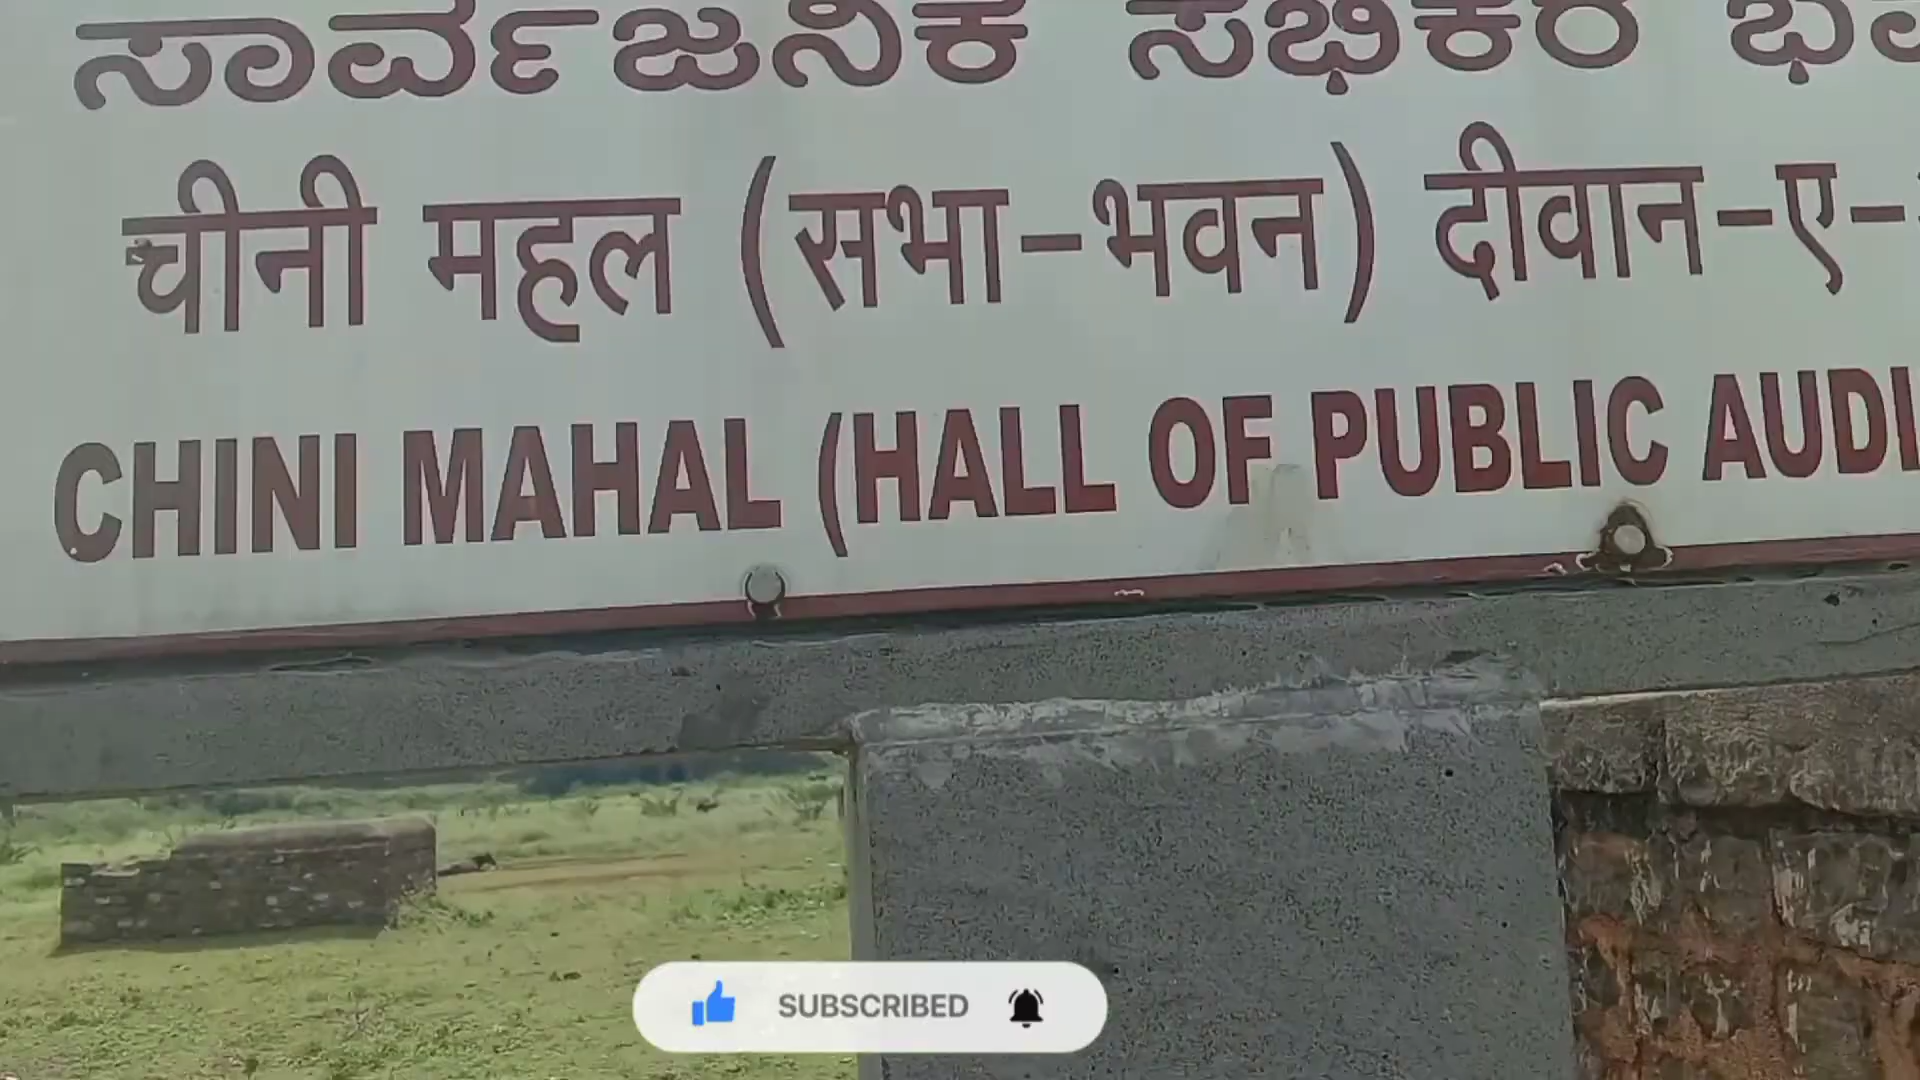 ಸಾರ್ವಜನಿಕ ಸಭಿಕರ
चीनी महल (सभा-भवन) दीवान-ए-
CHINI MAHAL (HALL OF PUBLIC AUDI
SUBSCRIBED